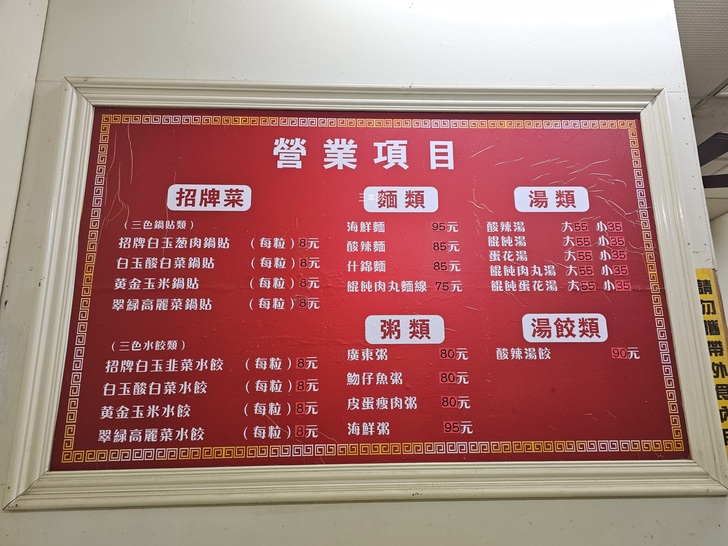 營業項目
招牌菜
(三色鍋貼類)
招牌白玉葱肉鍋貼 (每粒)8元
白玉酸白菜鍋貼 (每粒)8元
黃金玉米鍋貼 (每粒)8元
翠綠高麗菜鍋貼 (每粒)8元
(三色水餃類)
招牌白玉韭菜水餃 (每粒)8元
白玉酸白菜水餃 (每粒)8元
黃金玉米水餃 (每粒)8元
翠綠高麗菜水餃 (每粒)8元
麵類
海鮮麵 95元
酸辣麵 85元
什錦麵 85元
餛飩肉丸麵線 75元
粥類
廣東粥 80元
魩仔魚粥 80元
皮蛋瘦肉粥 80元
海鮮粥 95元
湯類
酸辣湯 大55 小35
餛飩湯 大55 小35
蛋花湯 大55 小35
餛飩肉丸湯 大55 小35
餛飩蛋花湯 大55 小35
湯餃類
酸辣湯餃 90元
請勿攜帶外食